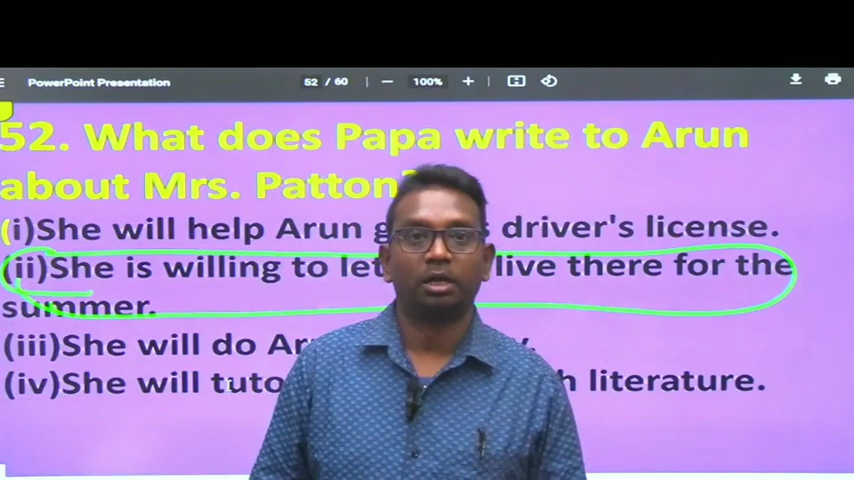 PowerPoint Presentation 52 / 60 100%
52. What does Papa write to Arun
about Mrs. Patton?
(i)She will help Arun driver's license.
(ii)She is willing to let live there for the
summer.
(iii)She will do
(iv)She will literature.